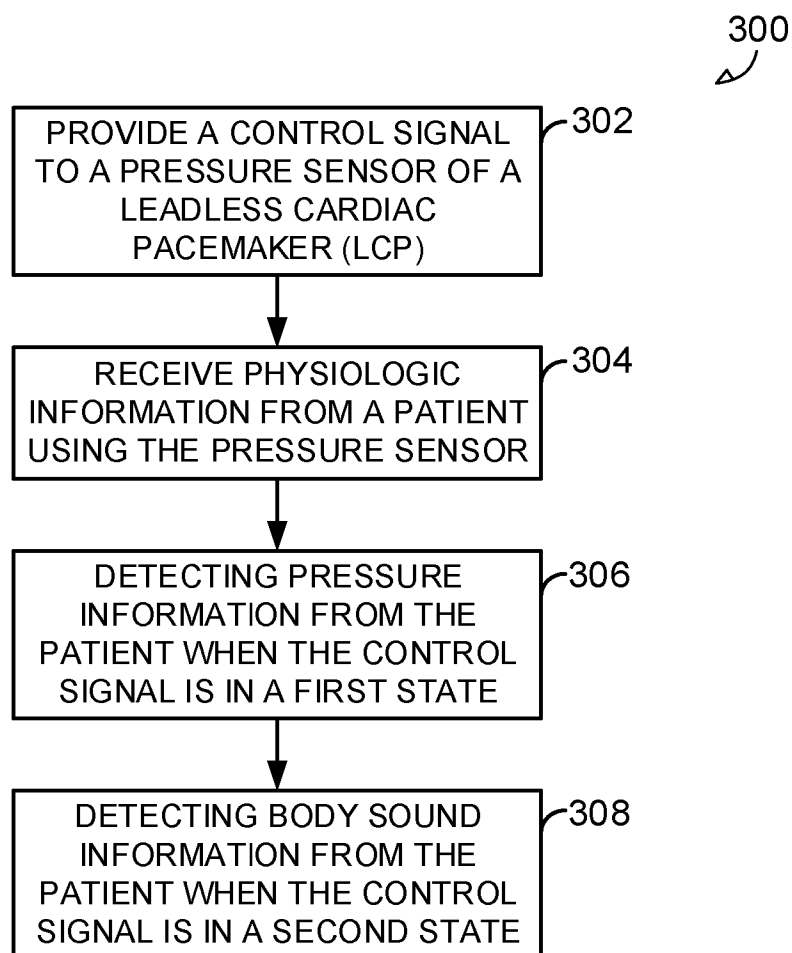 300
PROVIDE A CONTROL SIGNAL
TO A PRESSURE SENSOR OF A
LEADLESS CARDIAC
PACEMAKER (LCP)
302
RECEIVE PHYSIOLOGIC
INFORMATION FROM A PATIENT
USING THE PRESSURE SENSOR
304
DETECTING PRESSURE
INFORMATION FROM THE
PATIENT WHEN THE CONTROL
SIGNAL IS IN A FIRST STATE
306
DETECTING BODY SOUND
INFORMATION FROM THE
PATIENT WHEN THE CONTROL
SIGNAL IS IN A SECOND STATE
308